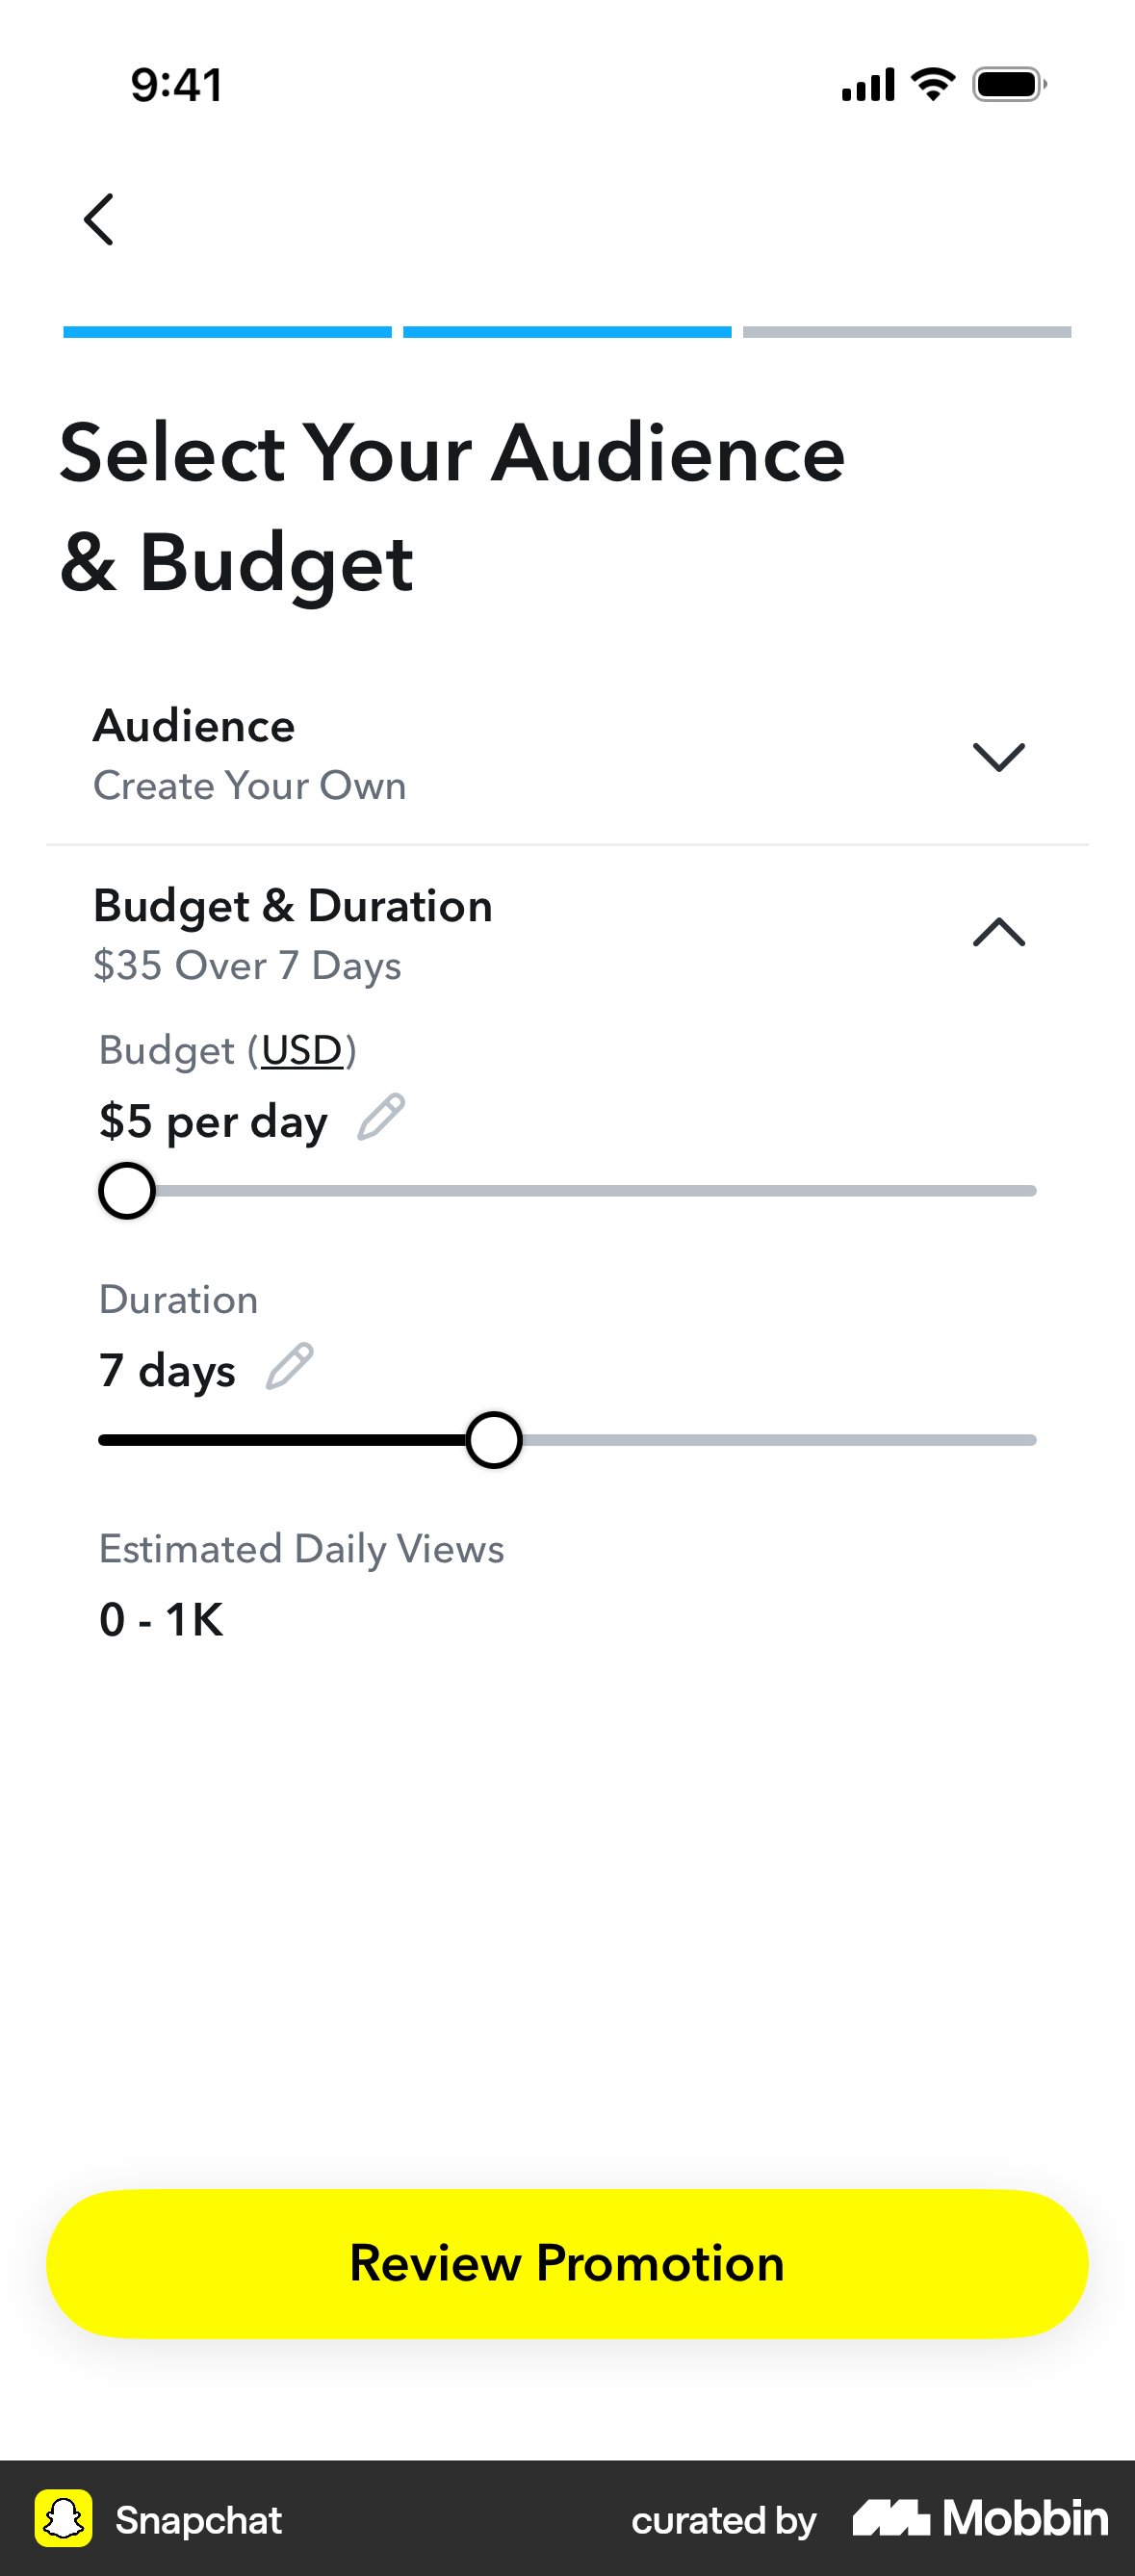 9:41
Select Your Audience
& Budget
Audience
Create Your Own
Budget & Duration
$35 Over 7 Days
Budget (USD)
$5 per day
Duration
7 days
Estimated Daily Views
0 - 1K
Review Promotion
Snapchat
curated by Mobbin